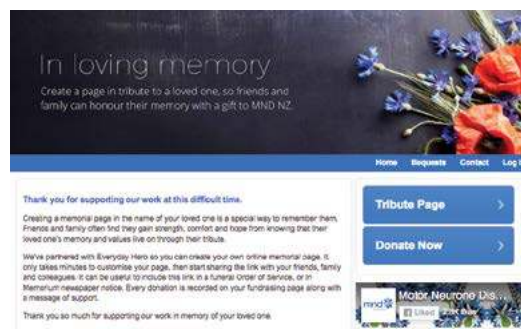 In loving memory
Create a page in tribute to a loved one, so friends and
family can honour their memory with a gift to MND NZ.
Home Bequests Contact Log
Thank you for supporting our work at this difficult time.
Creating a memorial page in the name of your loved one is a special way to remember them.
Friends and family often find they gain strength, comfort and hope from knowing that their
loved one's memory and values live on through their tribute.
We've partnered with Everyday Hero so you can create your own online memorial page. It
only takes minutes to customise your page, then start sharing the link with your friends, family
and colleagues. It can be useful to include this link in a funeral Order of Service, or in
Memorium newspaper notice. Every donation is recorded on your fundraising page along with
a message of support.
Thank you so much for supporting our work in memory of your loved one.
Tribute Page
Donate Now
mnd
Motor Neurone Dis...
Liked